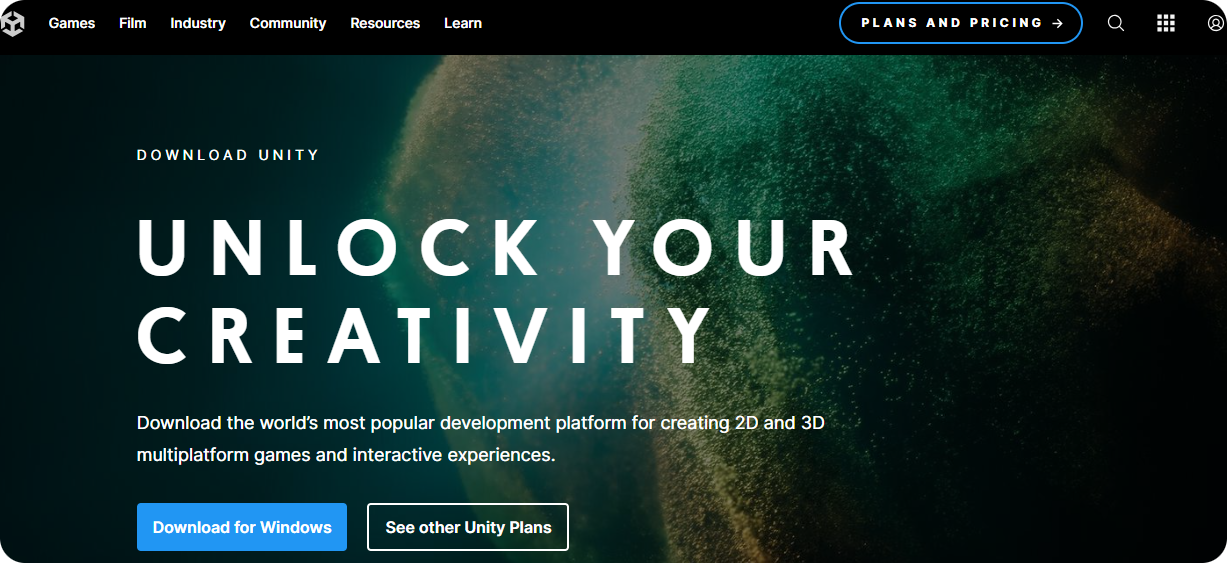 Games Film Industry Community Resources Learn PLANS AND PRICING →
DOWNLOAD UNITY
UNLOCK YOUR
CREATIVITY
Download the world’s most popular development platform for creating 2D and 3D
multiplatform games and interactive experiences.
Download for Windows See other Unity Plans